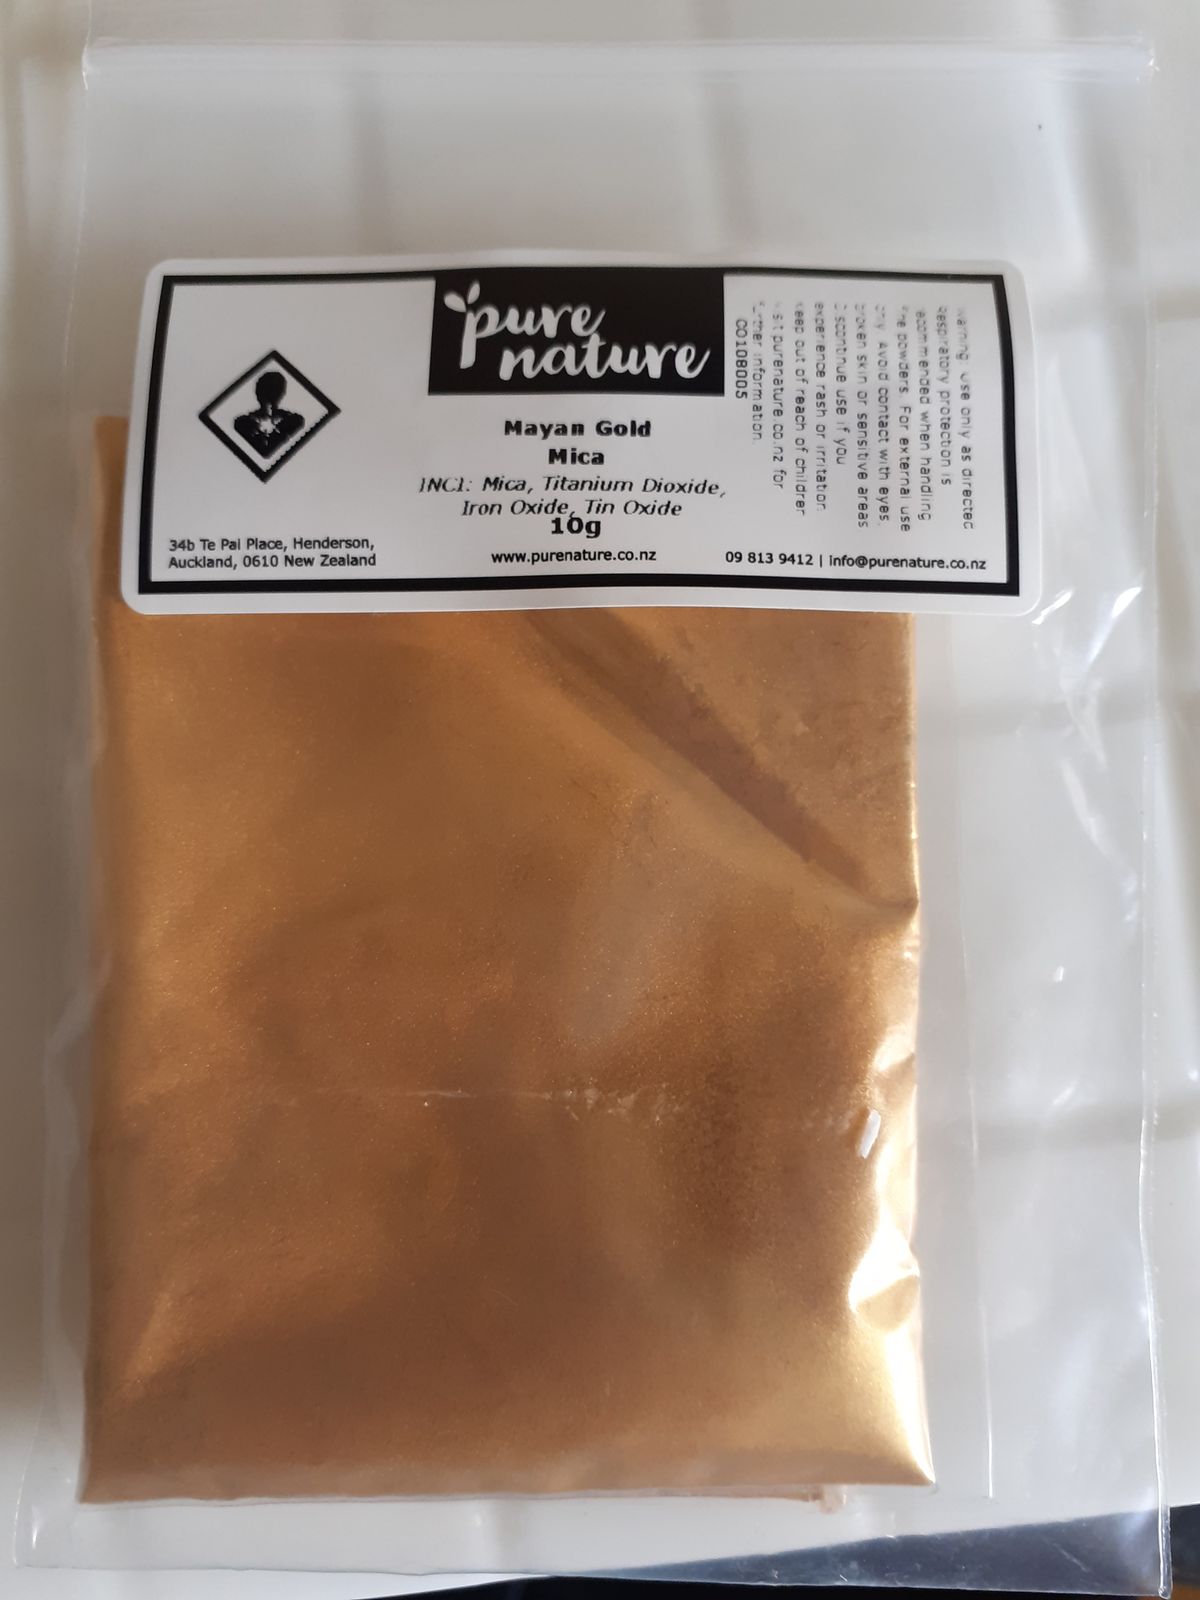 pure
nature
Mayan Gold
Mica
INCI: Mica, Titanium Dioxide,
Iron Oxide, Tin Oxide
10g
34b Te Pai Place, Henderson,
Auckland, 0610 New Zealand
www.purenature.co.nz
09 813 9412 | info@purenature.co.nz
Warning: use only as directed
Respiratory protection is
recommended when handling
fine powders. For external use
only. Avoid contact with eyes,
broken skin or sensitive areas
Discontinue use if you
experience rash or irritation.
Keep out of reach of children
Visit purenature.co.nz for
further information.
CO108005